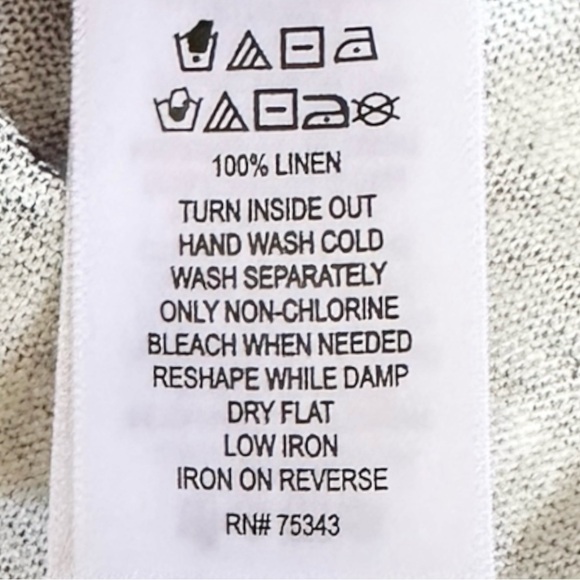 100% LINEN
TURN INSIDE OUT
HAND WASH COLD
WASH SEPARATELY
ONLY NON-CHLORINE
BLEACH WHEN NEEDED
RESHAPE WHILE DAMP
DRY FLAT
LOW IRON
IRON ON REVERSE
RN# 75343